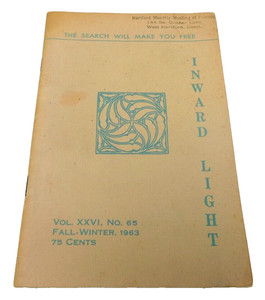 Hartford Monthly Meeting of Friends
144 So. Quaker Lane
West Hartford, Conn.
THE SEARCH WILL MAKE YOU FREE
INWARD LIGHT
VOL. XXVI, NO. 65
FALL-WINTER, 1963
75 CENTS